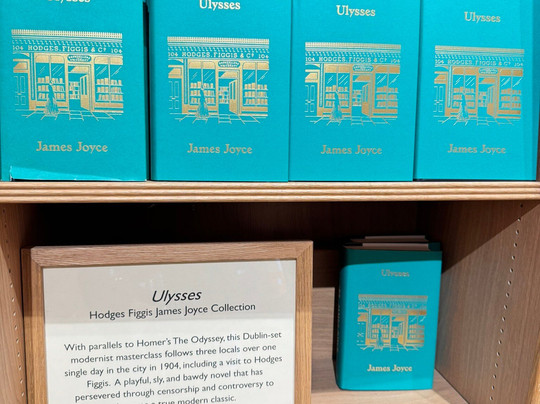 Ulysses
Ulysses
Ulysses
Ulysses
104 HODGES, FIGGIS & Co 104
104 HODGES, FIGGIS & Co 104
104 HODGES, FIGGIS & Co
HODGES, FIGGIS & Co 104
James Joyce
James Joyce
James Joyce
James Joyce
Ulysses
Hodges Figgis James Joyce Collection
With parallels to Homer's The Odyssey, this Dublin-set
modernist masterclass follows three locals over one
single day in the city in 1904, including a visit to Hodges
Figgis. A playful, sly, and bawdy novel that has
persevered through censorship and controversy to
true modern classic.
Ulysses
James Joyce